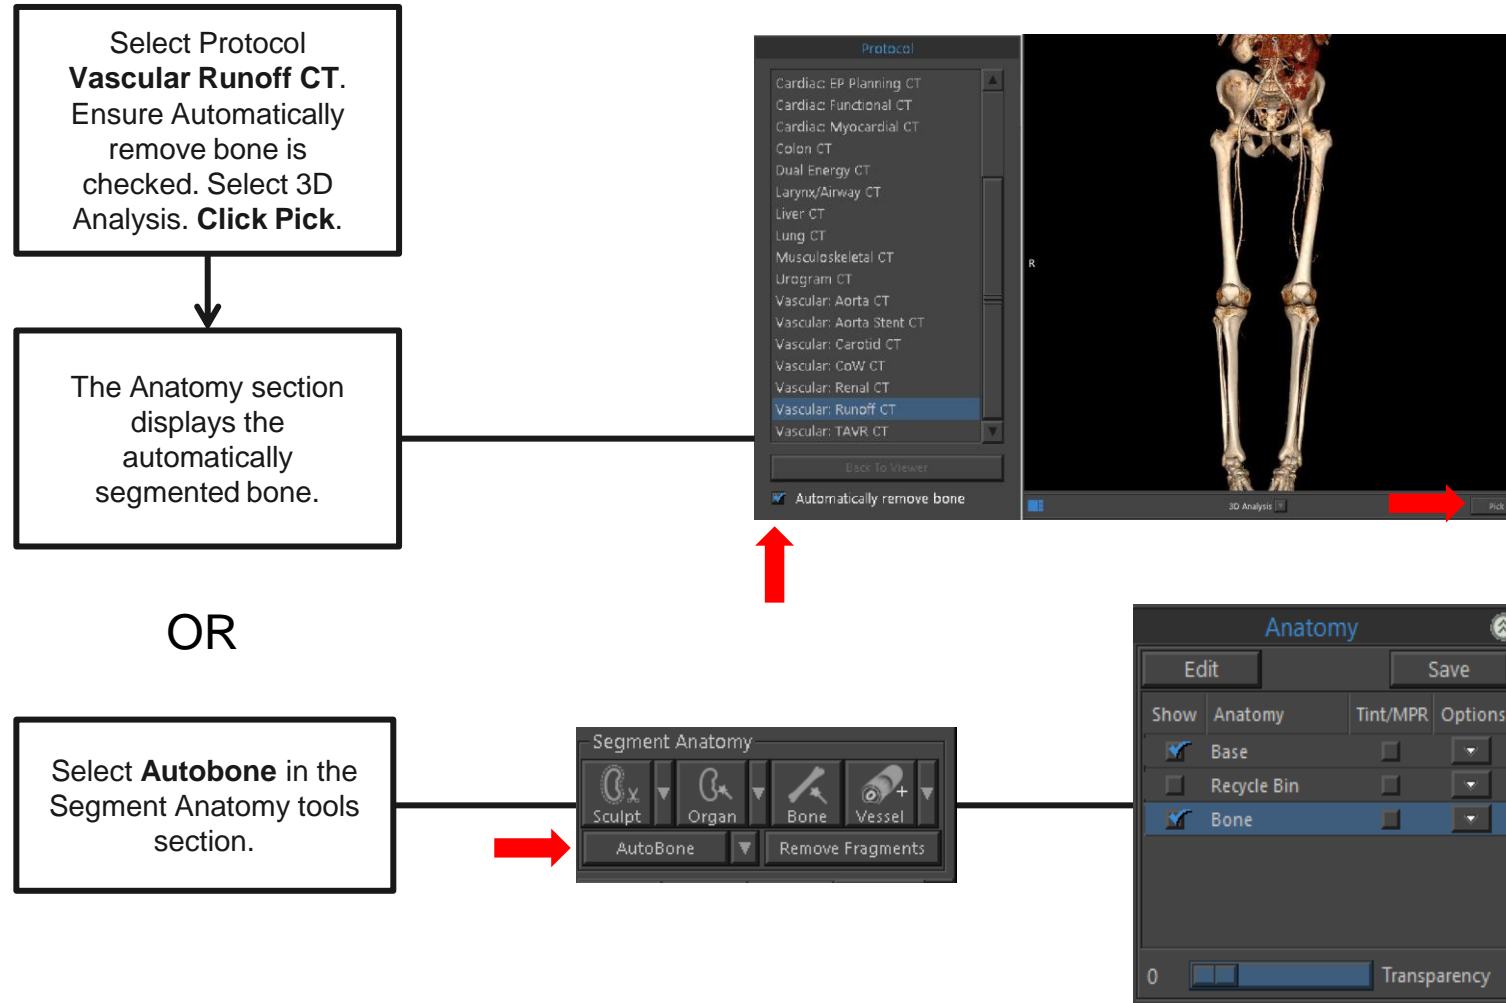 Select Protocol
Vascular Runoff CT.
Ensure Automatically
remove bone is
checked. Select 3D
Analysis. Click Pick.
The Anatomy section
displays the
automatically
segmented bone.
Protocol
Cardiac: EP Planning CT
Cardiac: Functional CT
Cardiac: Myocardial CT
Colon CT
Dual Energy CT
Larynx/Airway CT
Liver CT
Lung CT
Musculoskeletal CT
Urogram CT
Vascular: Aorta CT
Vascular: Aorta Stent CT
Vascular: Carotid CT
Vascular: CoW CT
Vascular: Renal CT
Vascular: Runoff CT
Vascular: TAVR CT
Back To Viewer
Automatically remove bone
R
3D Analysis
Pick
OR
Select Autobone in the
Segment Anatomy tools
section.
Segment Anatomy
Sculpt Organ Bone Vessel
AutoBone Remove Fragments
Anatomy
Edit Save
Show Anatomy Tint/MPR Options
Base
Recycle Bin
Bone
0 Transparency